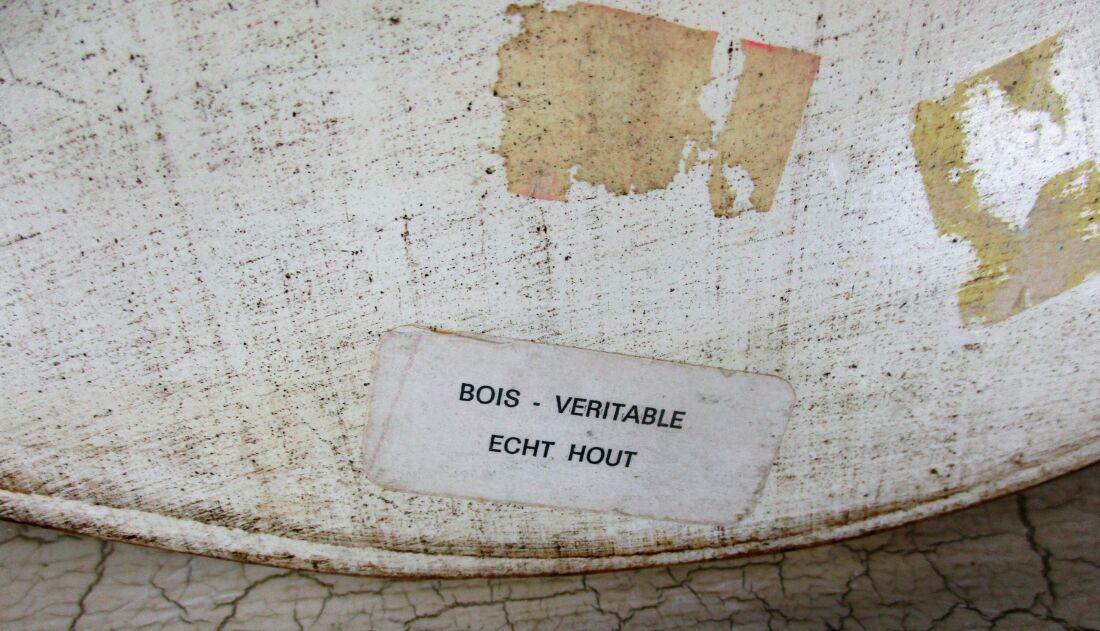 BOIS - VERITABLE
ECHT HOUT